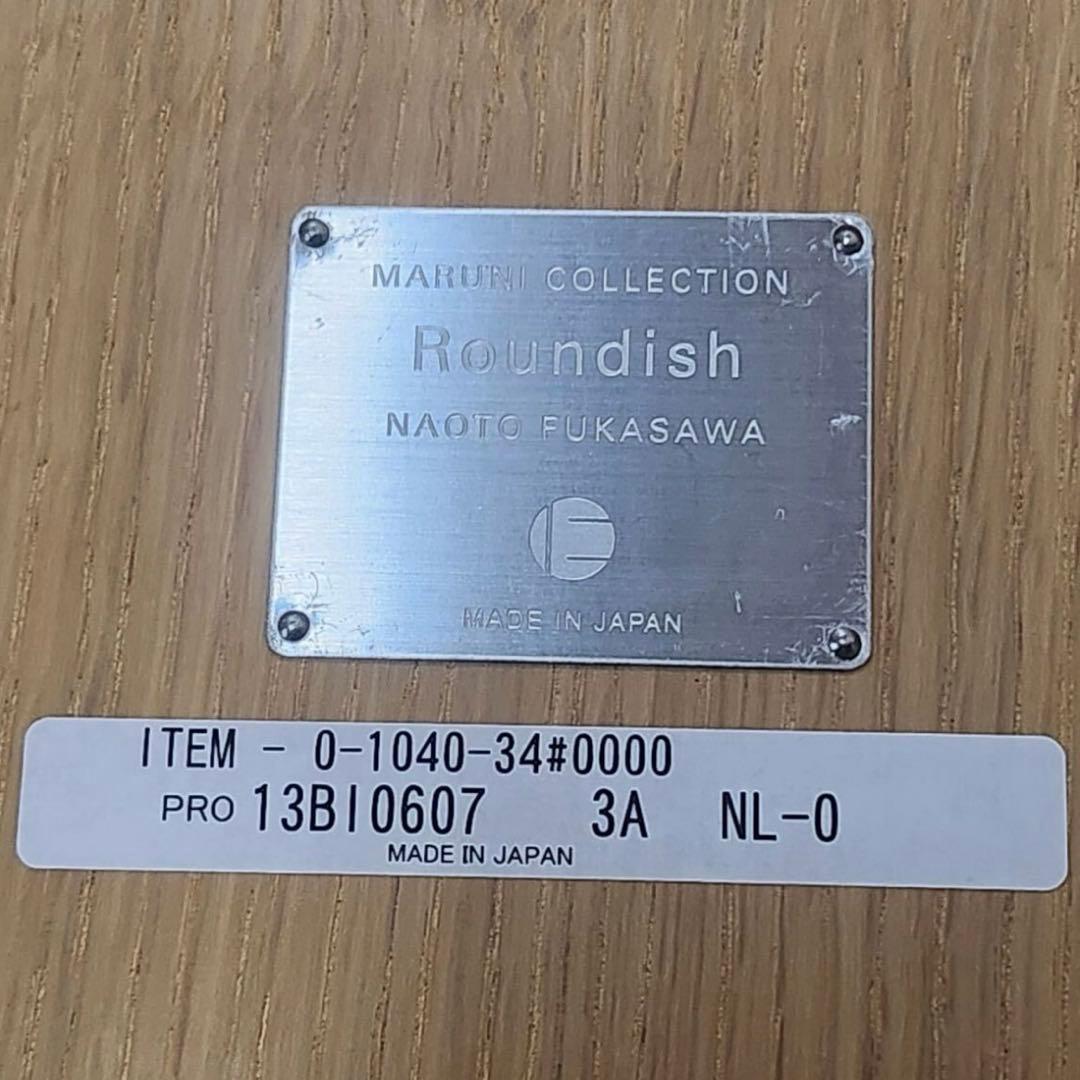 MARUNI COLLECTION
Roundish
NAOTO FUKASAWA
MADE IN JAPAN
ITEM - 0-1040-34#0000
PRO 13BI0607 3A NL-0
MADE IN JAPAN